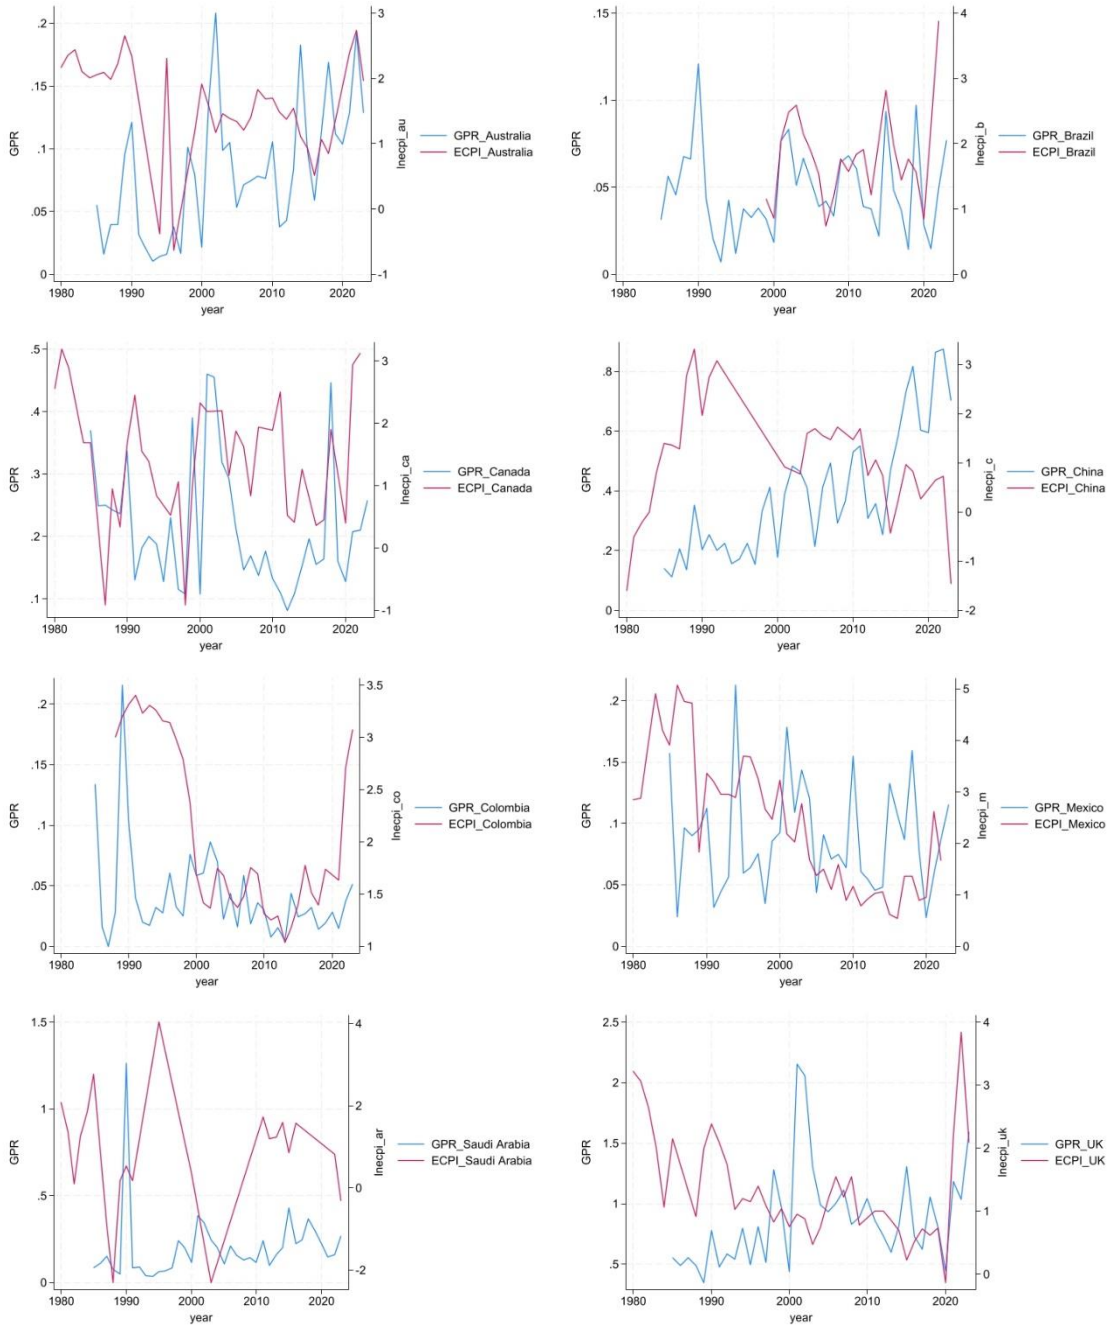 .2
.15
.1
.05
0
GPR
3
2
1
0
-1
lnecpi_au
1980 1990 2000 2010 2020
year
GPR_Australia
ECPI_Australia
.15
.1
.05
0
GPR
4
3
2
1
0
lnecpi_b
1980 1990 2000 2010 2020
year
GPR_Brazil
ECPI_Brazil
.5
.4
.3
.2
.1
GPR
3
2
1
0
-1
lnecpi_ca
1980 1990 2000 2010 2020
year
GPR_Canada
ECPI_Canada
.8
.6
.4
.2
0
GPR
3
2
1
0
-1
-2
lnecpi_c
1980 1990 2000 2010 2020
year
GPR_China
ECPI_China
.2
.15
.1
.05
0
GPR
3.5
3
2.5
2
1.5
1
lnecpi_co
1980 1990 2000 2010 2020
year
GPR_Colombia
ECPI_Colombia
.2
.15
.1
.05
0
GPR
5
4
3
2
1
0
lnecpi_m
1980 1990 2000 2010 2020
year
GPR_Mexico
ECPI_Mexico
1.5
1
.5
0
GPR
4
2
0
-2
lnecpi_ar
1980 1990 2000 2010 2020
year
GPR_Saudi Arabia
ECPI_Saudi Arabia
2.5
2
1.5
1
.5
GPR
4
3
2
1
0
lnecpi_uk
1980 1990 2000 2010 2020
year
GPR_UK
ECPI_UK